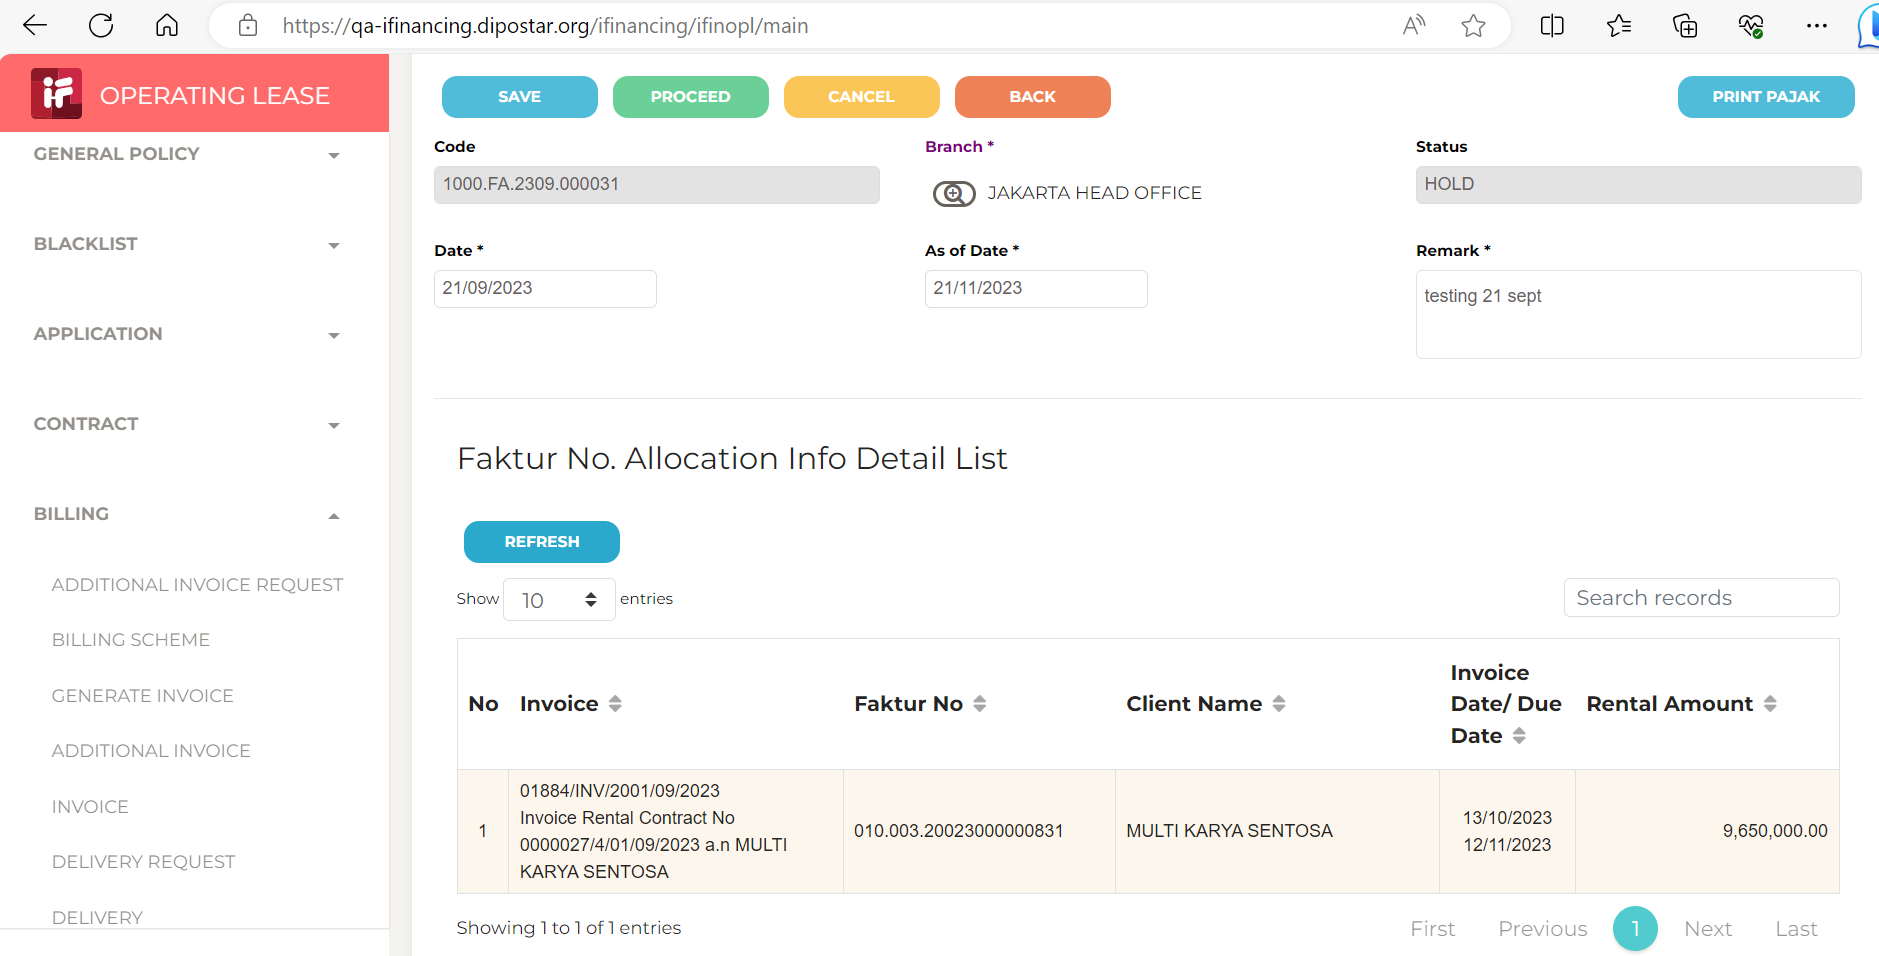 https://qa-ifinancing.dipostar.org/ifinancing/ifinopl/main
iF OPERATING LEASE
GENERAL POLICY
BLACKLIST
APPLICATION
CONTRACT
BILLING
ADDITIONAL INVOICE REQUEST
BILLING SCHEME
GENERATE INVOICE
ADDITIONAL INVOICE
INVOICE
DELIVERY REQUEST
DELIVERY
SAVE PROCEED CANCEL BACK PRINT PAJAK
Code Branch * Status
1000.FA.2309.000031 JAKARTA HEAD OFFICE HOLD
Date * As of Date * Remark *
21/09/2023 21/11/2023 testing 21 sept
Faktur No. Allocation Info Detail List
REFRESH
Show 10 entries Search records
No Invoice Faktur No Client Name Invoice Date/ Due Date Rental Amount
1
01884/INV/2001/09/2023
Invoice Rental Contract No
0000027/4/01/09/2023 a.n MULTI
KARYA SENTOSA
010.003.20023000000831
MULTI KARYA SENTOSA
13/10/2023
12/11/2023
9,650,000.00
Showing 1 to 1 of 1 entries First Previous 1 Next Last